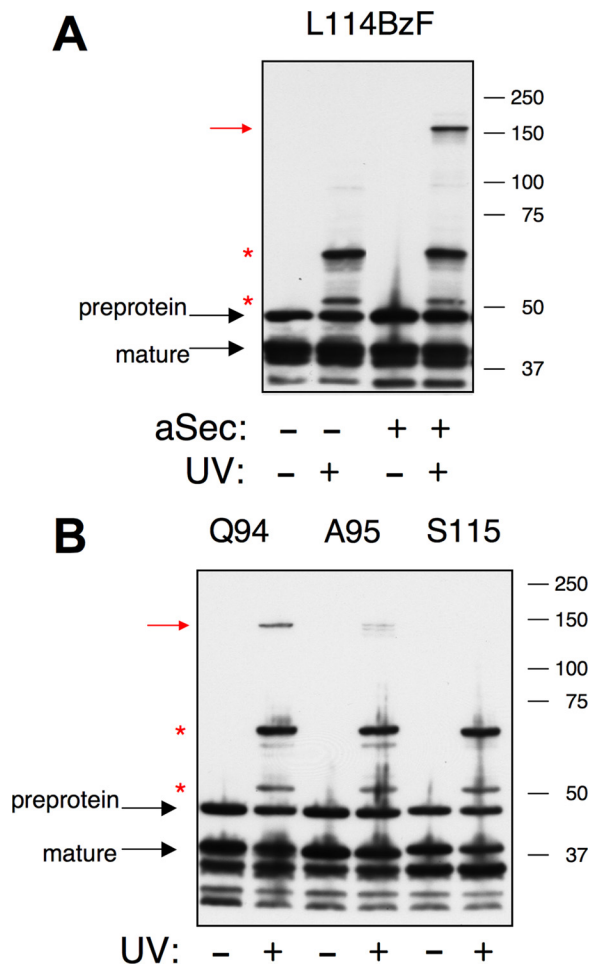 A
L114BzF
250
150
100
75
*
preprotein
*
50
mature
37
aSec: – – + +
UV: – + – +
B
Q94 A95 S115
250
150
100
75
*
*
preprotein
50
mature
37
UV: – + – + – +